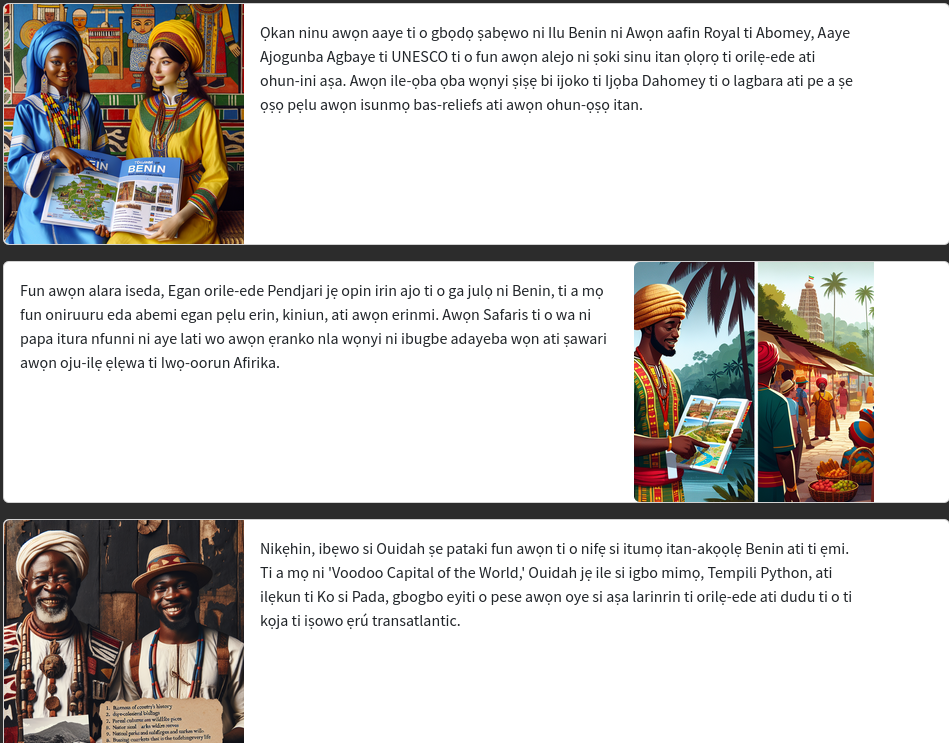 Ọkan ninu awọn aaye ti o gbọdọ ṣabẹwo ni Ilu Benin ni Awọn aafin Royal ti Abomey, Aaye
Ajogunba Agbaye ti UNESCO ti o fun awọn alejo ni ṣoki sinu itan ọlọrọ ti orilẹ-ede ati
ohun-ini aṣa. Awọn ile-ọba ọba wọnyi ṣiṣẹ bi ijoko ti Ijọba Dahomey ti o lagbara ati pe a ṣe
ọṣọ pẹlu awọn isunmọ bas-reliefs ati awọn ohun-ọṣọ itan.
BENIN
Fun awọn alara iseda, Egan orile-ede Pendjari jẹ opin irin ajo ti o ga julọ ni Benin, ti a mọ
fun oniruuru eda abemi egan pẹlu erin, kiniun, ati awọn erinmi. Awọn Safaris ti o wa ni
papa itura nfunni ni aye lati wo awọn ẹranko nla wọnyi ni ibugbe adayeba wọn ati ṣawari
awọn oju-ilẹ ẹlẹwa ti Iwọ-oorun Afirika.
Nikẹhin, ibẹwo si Ouidah ṣe pataki fun awọn ti o nifẹ si itumọ itan-akọọlẹ Benin ati ti ẹmi.
Ti a mọ ni 'Voodoo Capital of the World,' Ouidah jẹ ile si igbo mimọ, Tempili Python, ati
ilẹkun ti Ko si Pada, gbogbo eyiti o pese awọn oye si aṣa larinrin ti orilẹ-ede ati dudu ti o ti
kọja ti iṣowo ẹrú transatlantic.